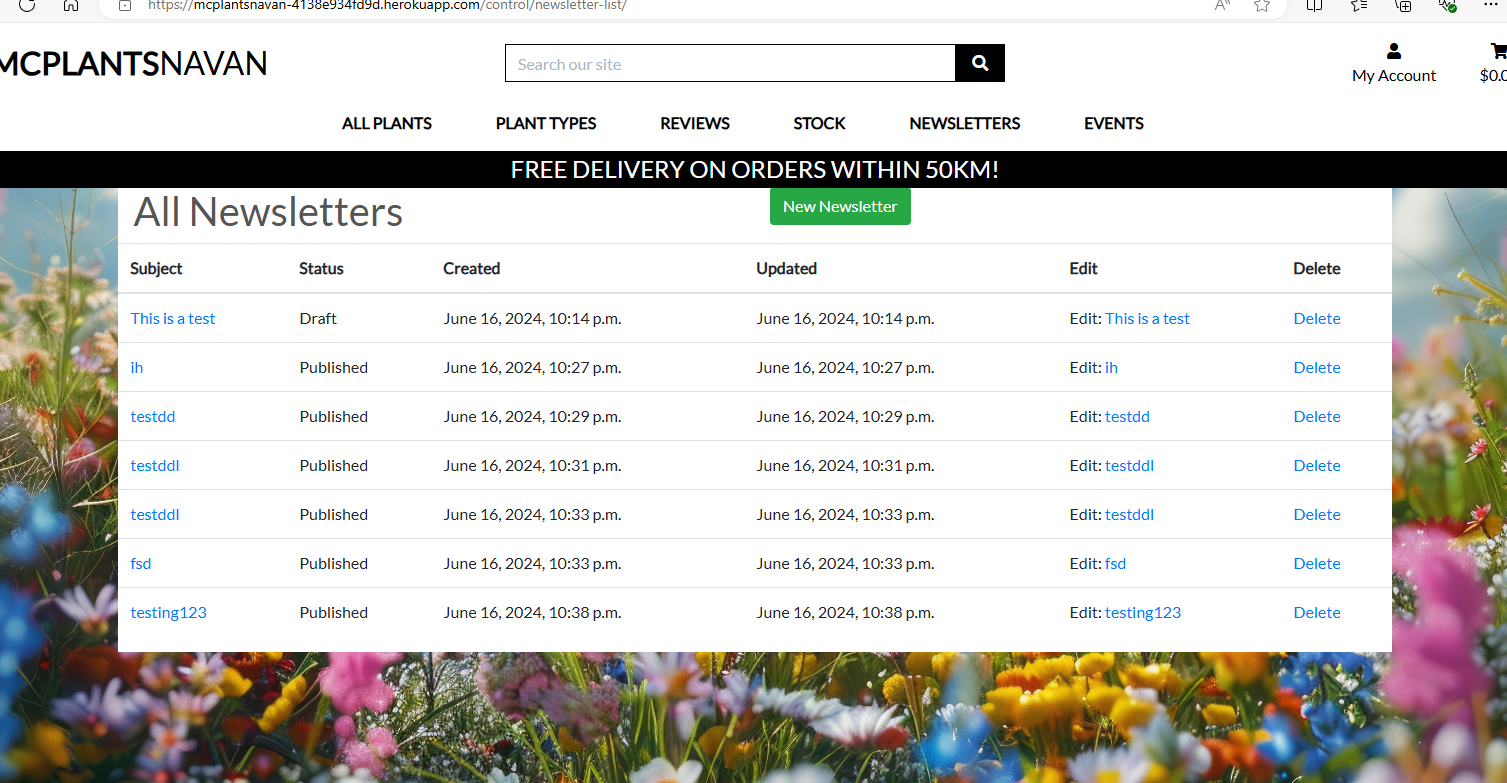 https://mcplantsnavan-4138e934fd9d.herokuapp.com/control/newsletter-list/
MCPLANTSNAVAN
Search our site
My Account
$0.0
ALL PLANTS PLANT TYPES REVIEWS STOCK NEWSLETTERS EVENTS
FREE DELIVERY ON ORDERS WITHIN 50KM!
All Newsletters New Newsletter
Subject Status Created Updated Edit Delete
This is a test Draft June 16, 2024, 10:14 p.m. June 16, 2024, 10:14 p.m. Edit: This is a test Delete
ih Published June 16, 2024, 10:27 p.m. June 16, 2024, 10:27 p.m. Edit: ih Delete
testdd Published June 16, 2024, 10:29 p.m. June 16, 2024, 10:29 p.m. Edit: testdd Delete
testddl Published June 16, 2024, 10:31 p.m. June 16, 2024, 10:31 p.m. Edit: testddl Delete
testddl Published June 16, 2024, 10:33 p.m. June 16, 2024, 10:33 p.m. Edit: testddl Delete
fsd Published June 16, 2024, 10:33 p.m. June 16, 2024, 10:33 p.m. Edit: fsd Delete
testing123 Published June 16, 2024, 10:38 p.m. June 16, 2024, 10:38 p.m. Edit: testing123 Delete